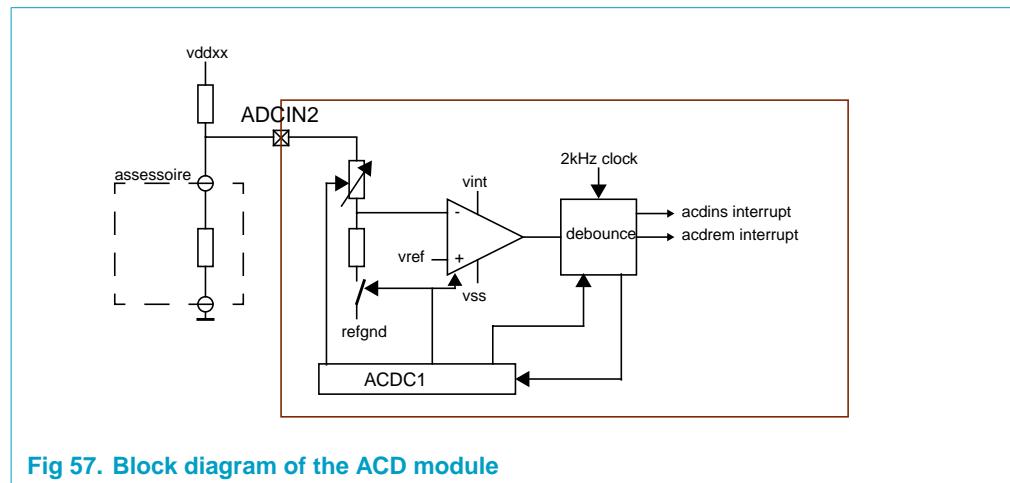 vddxx
ADCIN2
assessoire
2kHz clock
vint
-
acdins interrupt
debounce
acdrem interrupt
vref
+
vss
refgnd
ACDC1
Fig 57. Block diagram of the ACD module